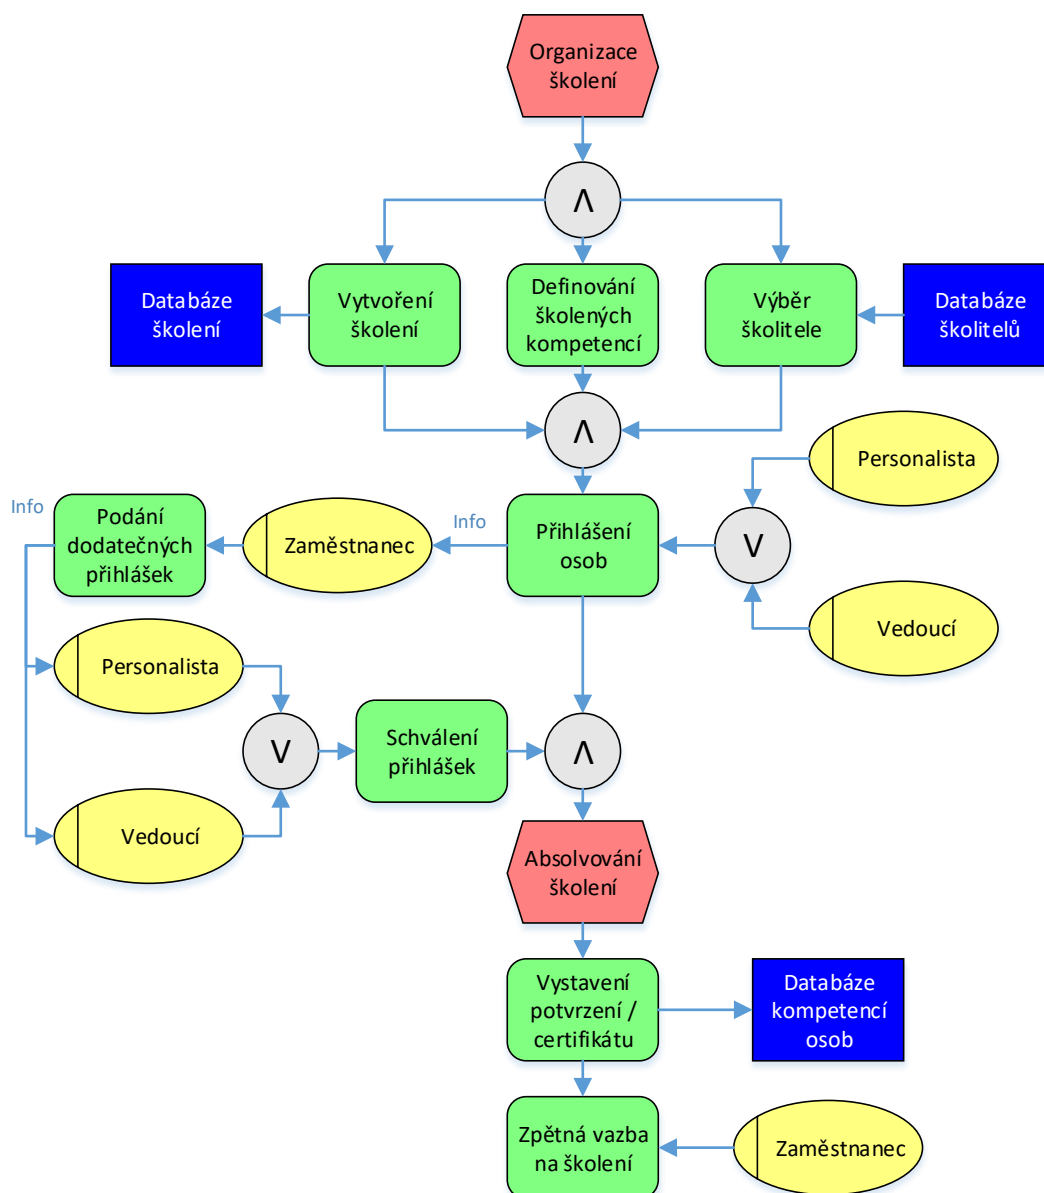 Organizace
školení
Λ
Databáze
školení
Vytvoření
školení
Definování
školených
kompetencí
Výběr
školitele
Databáze
školitelů
Λ
Personalista
Info
Podání
dodatečných
přihlášek
Zaměstnanec
Info
Přihlášení
osob
V
Vedoucí
Personalista
V
Schválení
přihlášek
Λ
Vedoucí
Absolvování
školení
Vystavení
potvrzení /
certifikátu
Databáze
kompetencí
osob
Zpětná vazba
na školení
Zaměstnanec